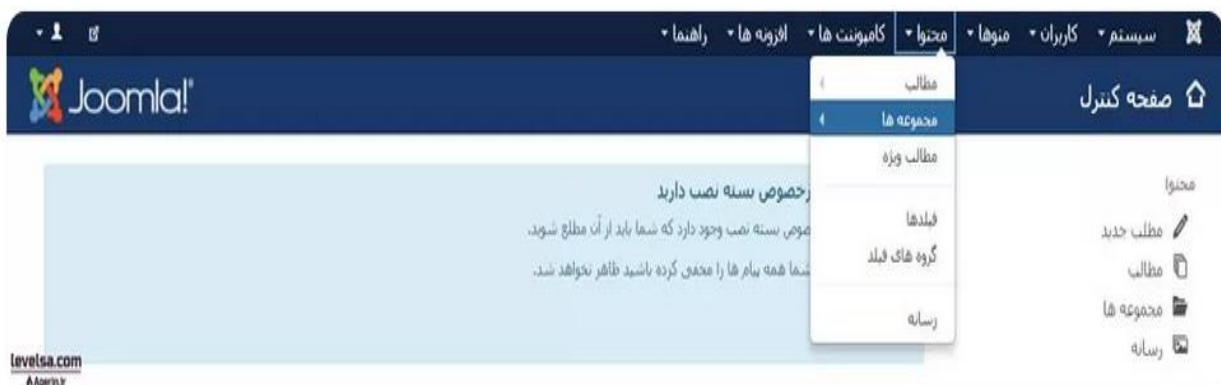 سیستم کاربران منوها محتوا کامپوننت ها افزونه ها راهنما
صفحه کنترل
Joomla!
مطالب
مجموعه ها
مطالب ویژه
فیلدها
گروه های فیلد
رسانه
خصوص بسته نصب دارید
بسته نصب وجود دارد که شما باید از آن مطلع شوید.
شما همه پیام ها را مخفی کرده باشید ظاهر نخواهد شد.
محتوا
مطلب جدید
مطالب
مجموعه ها
رسانه
levelsa.com